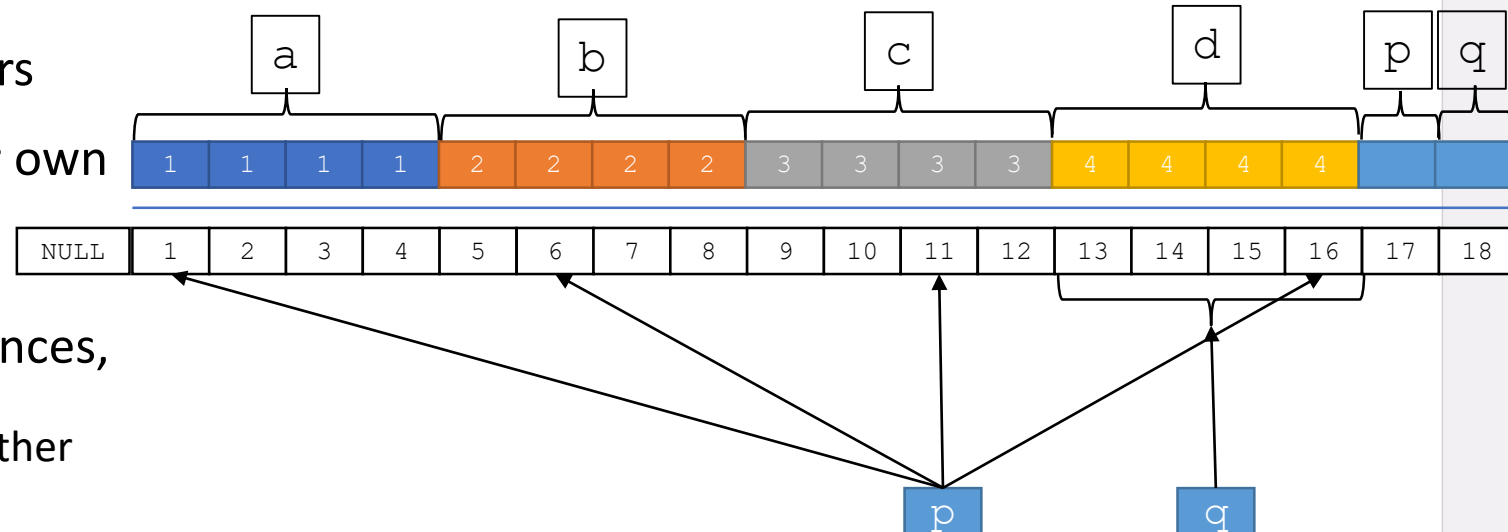 a b c d p q
rs
r own
1 1 1 1 2 2 2 2 3 3 3 3 4 4 4 4
NULL 1 2 3 4 5 6 7 8 9 10 11 12 13 14 15 16 17 18
nces,
ther
p q